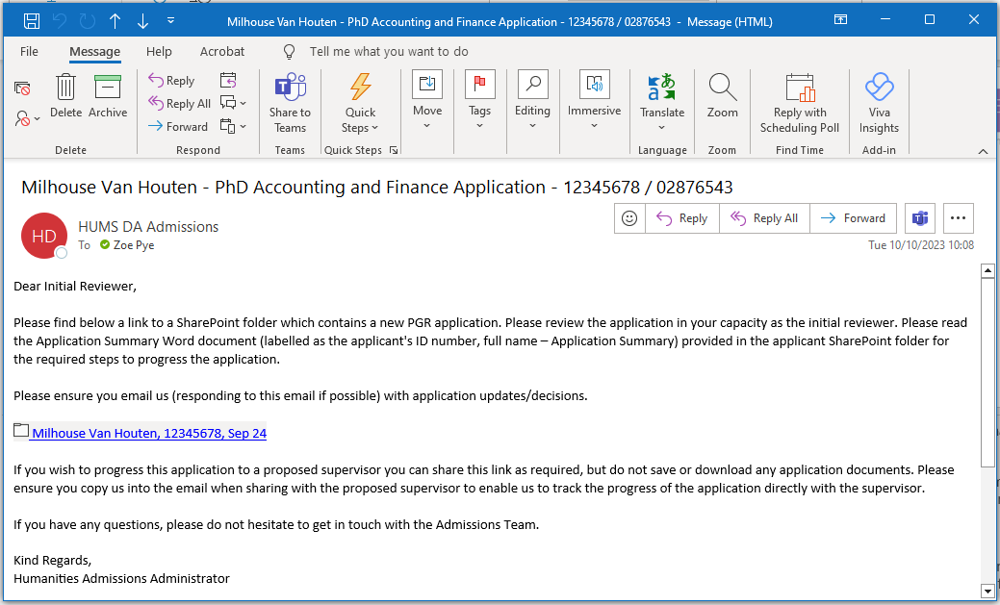 Milhouse Van Houten - PhD Accounting and Finance Application - 12345678 / 02876543 - Message (HTML)
File Message Help Acrobat Tell me what you want to do
Delete Archive
Delete
Reply
Reply All
Forward
Respond
Share to
Teams
Teams
Quick
Steps
Quick Steps
Move
Tags
Editing
Immersive
Translate
Language
Zoom
Zoom
Reply with
Scheduling Poll
Find Time
Viva
Insights
Add-in
Milhouse Van Houten - PhD Accounting and Finance Application - 12345678 / 02876543
HD
HUMS DA Admissions
To Zoe Pye
Reply Reply All Forward
Tue 10/10/2023 10:08
Dear Initial Reviewer,
Please find below a link to a SharePoint folder which contains a new PGR application. Please review the application in your capacity as the initial reviewer. Please read
the Application Summary Word document (labelled as the applicant's ID number, full name – Application Summary) provided in the applicant SharePoint folder for
the required steps to progress the application.
Please ensure you email us (responding to this email if possible) with application updates/decisions.
Milhouse Van Houten, 12345678, Sep 24
If you wish to progress this application to a proposed supervisor you can share this link as required, but do not save or download any application documents. Please
ensure you copy us into the email when sharing with the proposed supervisor to enable us to track the progress of the application directly with the supervisor.
If you have any questions, please do not hesitate to get in touch with the Admissions Team.
Kind Regards,
Humanities Admissions Administrator